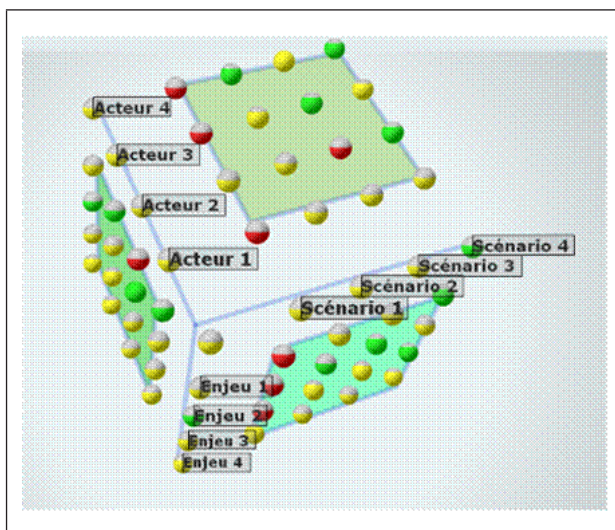 Acteur 4
Acteur 3
Acteur 2
Acteur 1
Scénario 4
Scénario 3
Scénario 2
Scénario 1
Enjeu 1
Enjeu 2
Enjeu 3
Enjeu 4